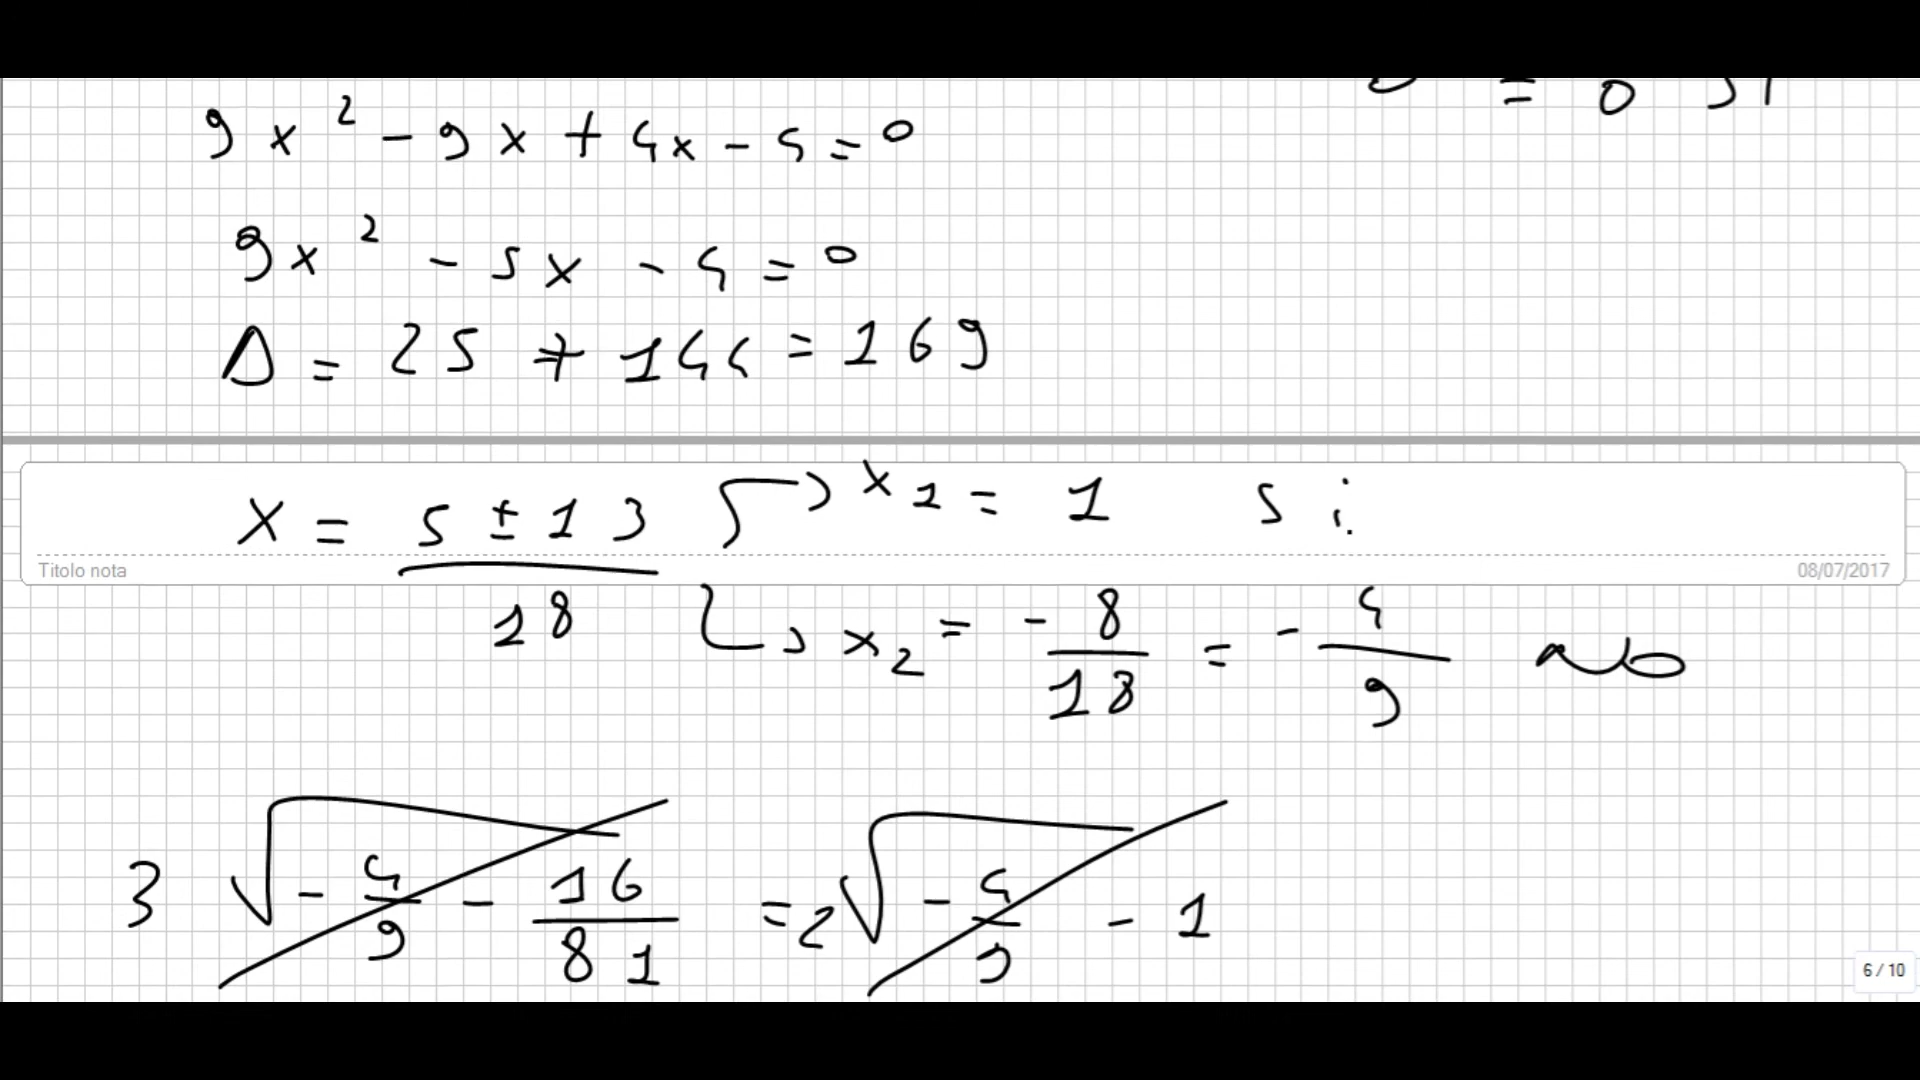 = 0 si
9x² - 9x + 4x - 4 = 0
9x² - 5x - 4 = 0
Δ = 25 + 144 = 169
x = (5 ± 13)/18 → x₁ = 1 si
Titolo nota 08/07/2017
→ x₂ = -8/18 = -4/9 NO
3 √(-4/9 - 16/81) = 2 √(-4/9 - 1)
6 / 10